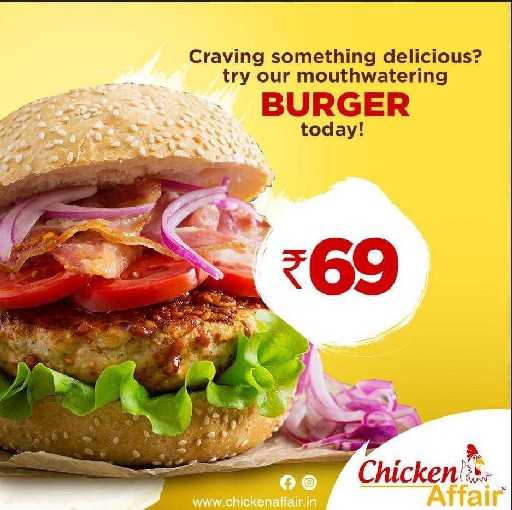 Craving something delicious?
try our mouthwatering
BURGER
today!
₹69
Chicken
Affair
www.chickenaffair.in